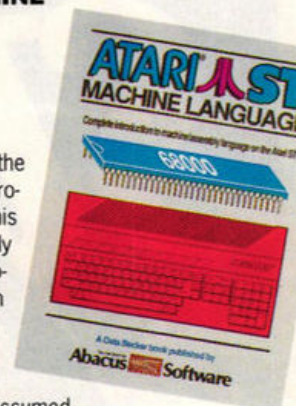 INE
ATARI ST
MACHINE LANGUAGE
Complete introduction to machine/assembly language on the Atari ST
68000
the
ro-
his
ly
o-
n
A Data Becker book published by
Abacus Software
ssumed